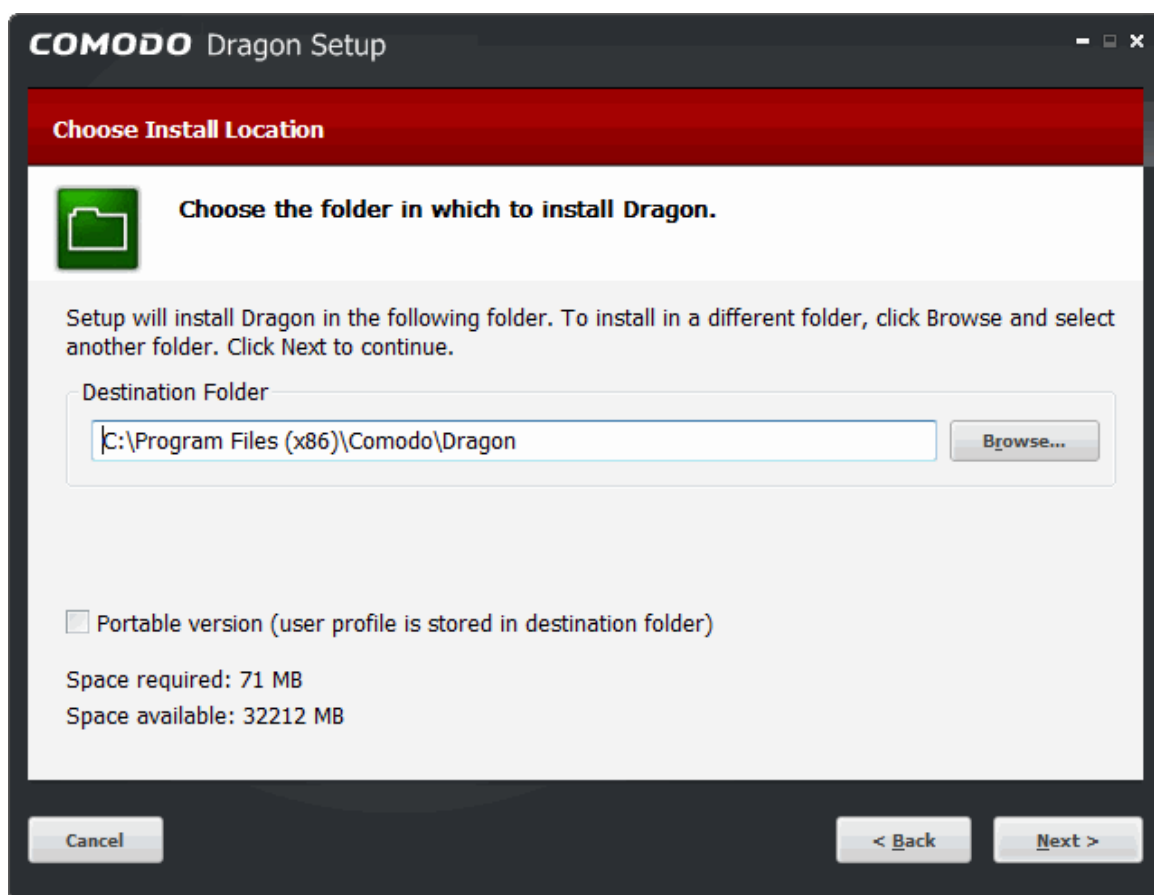 COMODO Dragon Setup
Choose Install Location
Choose the folder in which to install Dragon.
Setup will install Dragon in the following folder. To install in a different folder, click Browse and select
another folder. Click Next to continue.
Destination Folder
C:\Program Files (x86)\Comodo\Dragon
Browse...
Portable version (user profile is stored in destination folder)
Space required: 71 MB
Space available: 32212 MB
Cancel
< Back
Next >